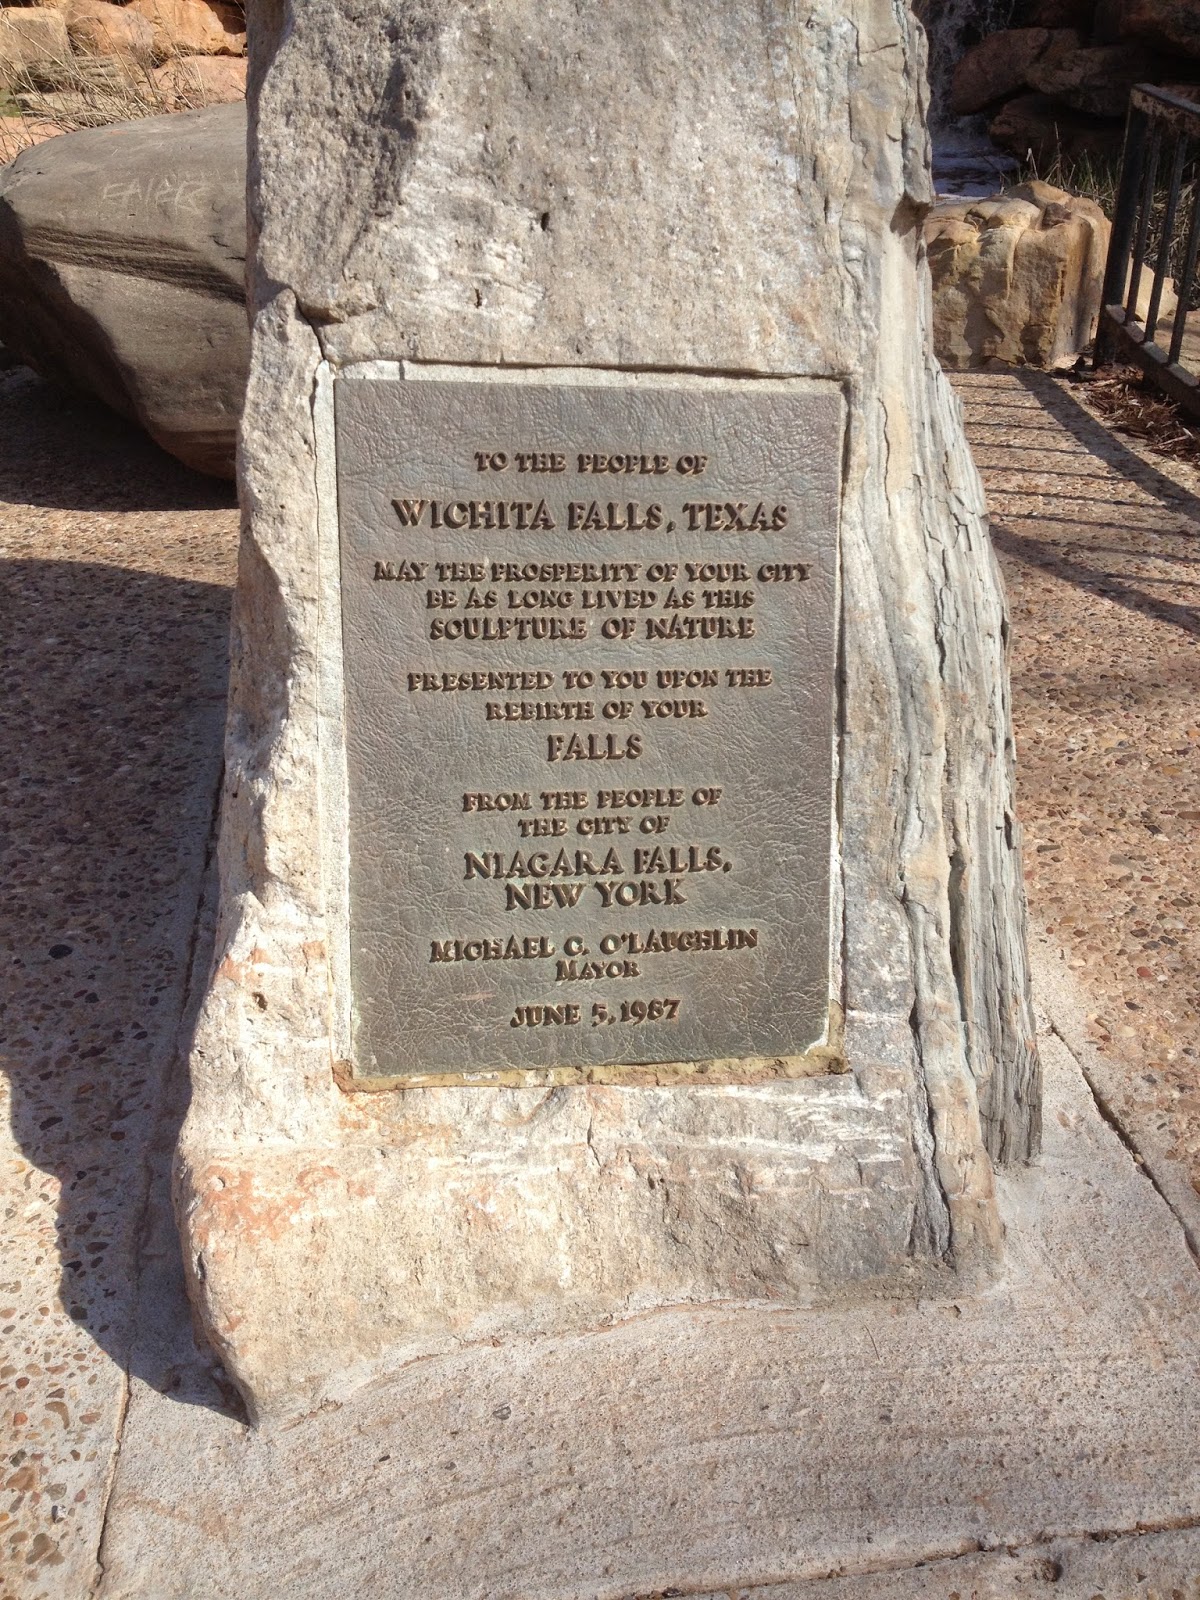 TO THE PEOPLE OF
WICHITA FALLS, TEXAS
MAY THE PROSPERITY OF YOUR CITY
BE AS LONG LIVED AS THIS
SCULPTURE OF NATURE
PRESENTED TO YOU UPON THE
REBIRTH OF YOUR
FALLS
FROM THE PEOPLE OF
THE CITY OF
NIAGARA FALLS,
NEW YORK
MICHAEL C. O'LAUGHLIN
MAYOR
JUNE 5, 1987